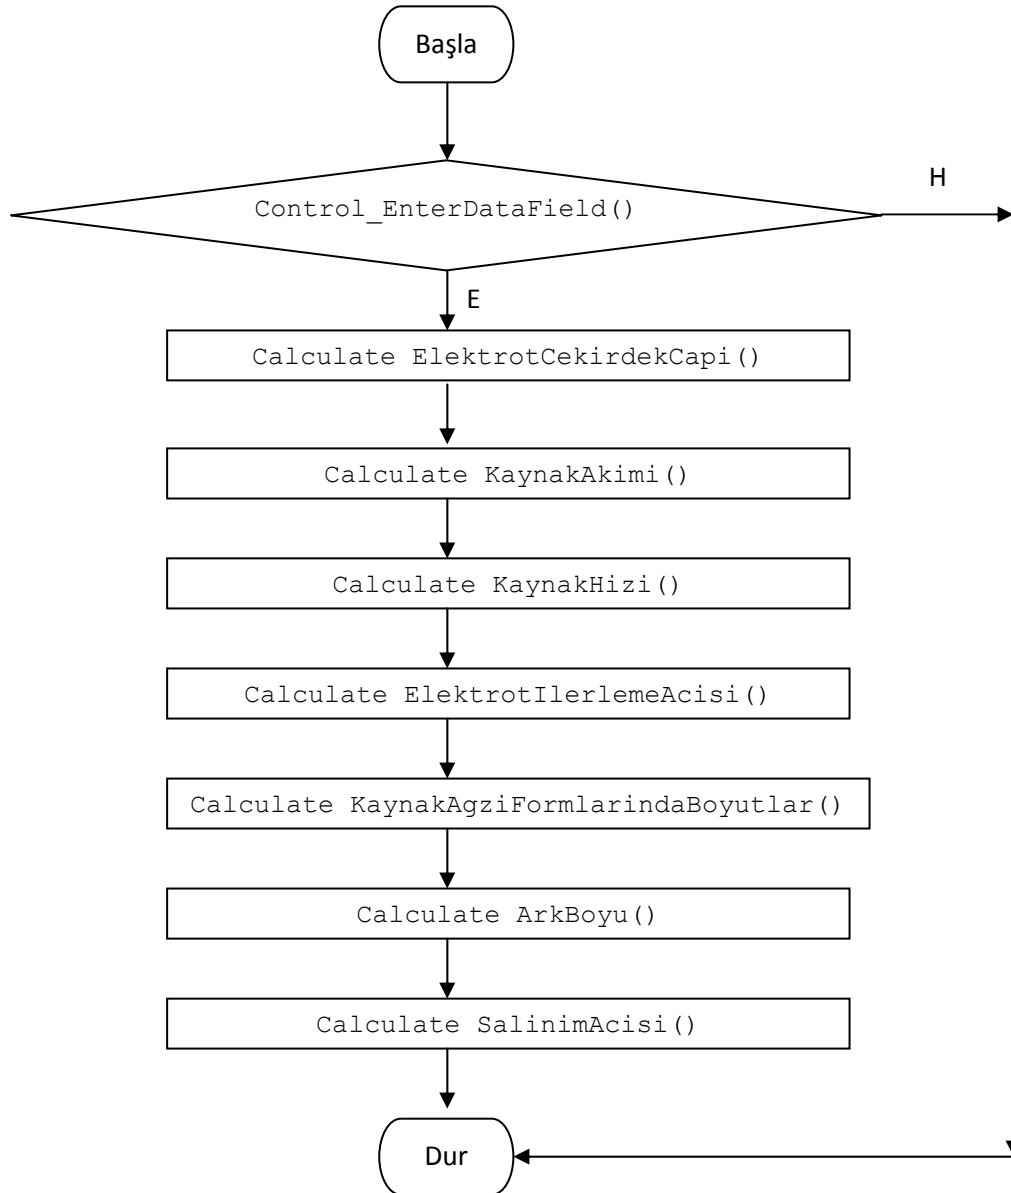 Başla
H
Control_EnterDataField()
E
Calculate ElektrotCekirdekCapi()
Calculate KaynakAkimi()
Calculate KaynakHizi()
Calculate ElektrotIlerlemeAcisi()
Calculate KaynakAgziFormlarindaBoyutlar()
Calculate ArkBoyu()
Calculate SalinimAcisi()
Dur